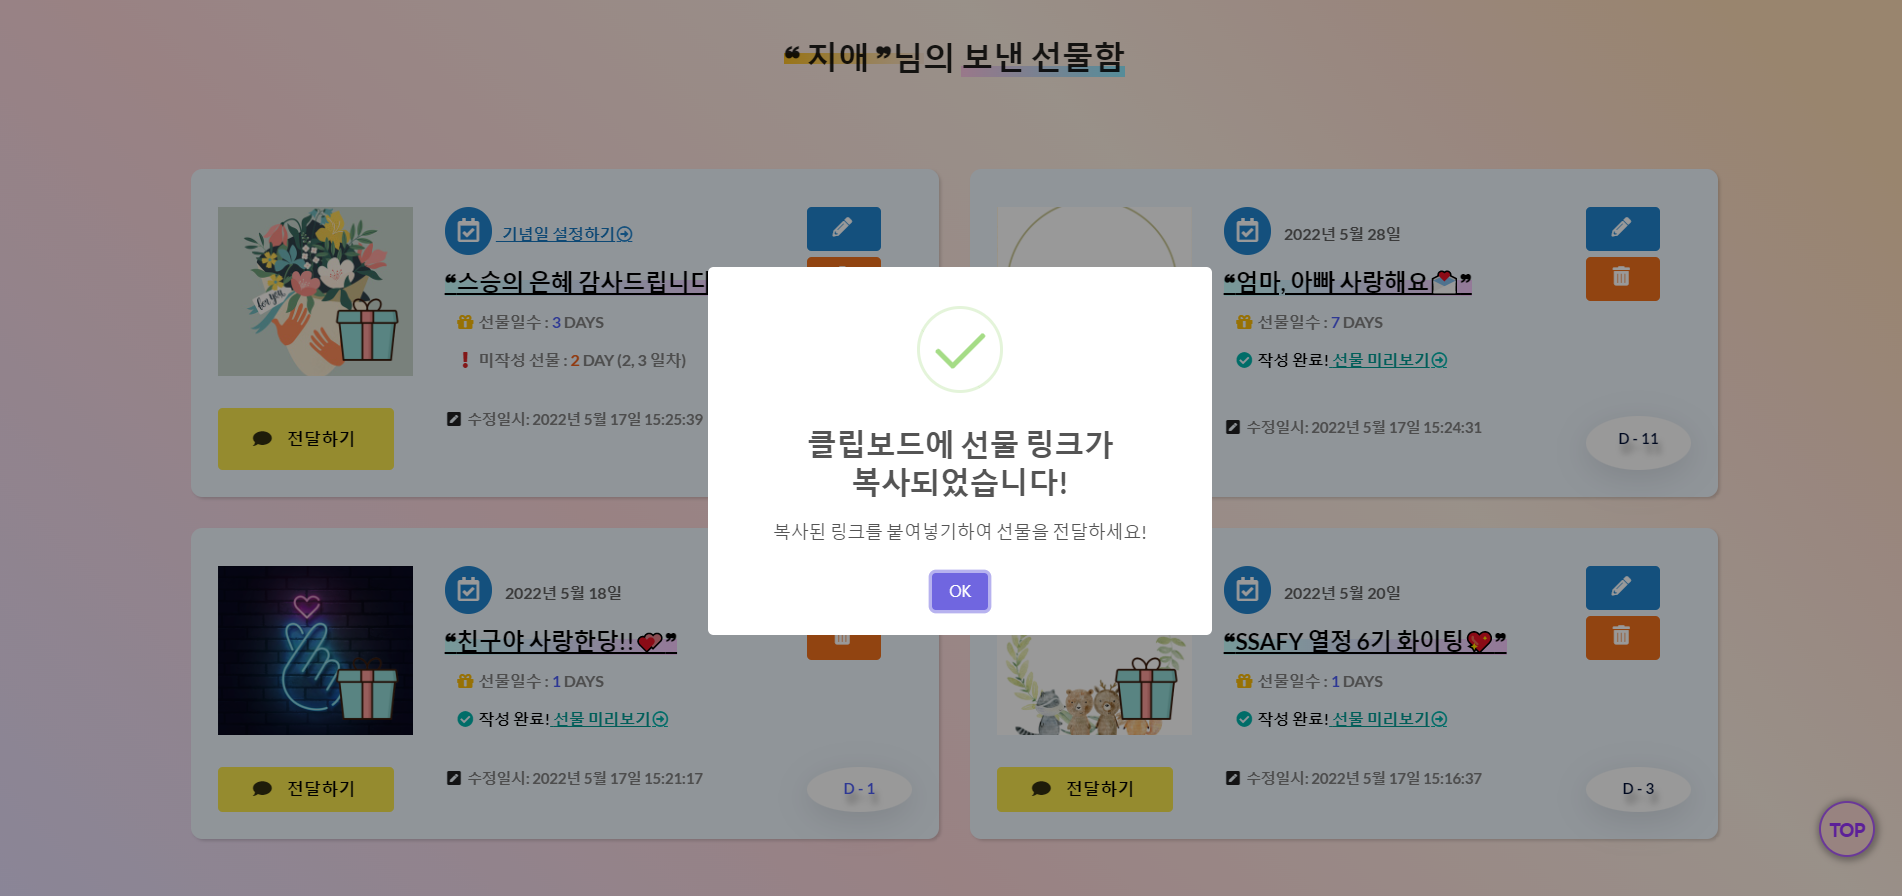 ❝ 지애 ❞님의 보낸 선물함
기념일 설정하기
❝스승의 은혜 감사드립니다
선물일수 : 3 DAYS
미작성 선물 : 2 DAY (2, 3 일차)
수정일시: 2022년 5월 17일 15:25:39
for you
전달하기
2022년 5월 28일
❝엄마, 아빠 사랑해요💌❞
선물일수 : 7 DAYS
작성 완료! 선물 미리보기
수정일시: 2022년 5월 17일 15:24:31
D - 11
클립보드에 선물 링크가
복사되었습니다!
복사된 링크를 붙여넣기하여 선물을 전달하세요!
OK
2022년 5월 18일
❝친구야 사랑한당!!💕❞
선물일수 : 1 DAYS
작성 완료! 선물 미리보기
수정일시: 2022년 5월 17일 15:21:17
전달하기
D - 1
2022년 5월 20일
❝SSAFY 열정 6기 화이팅💖❞
선물일수 : 1 DAYS
작성 완료! 선물 미리보기
수정일시: 2022년 5월 17일 15:16:37
전달하기
D - 3
TOP